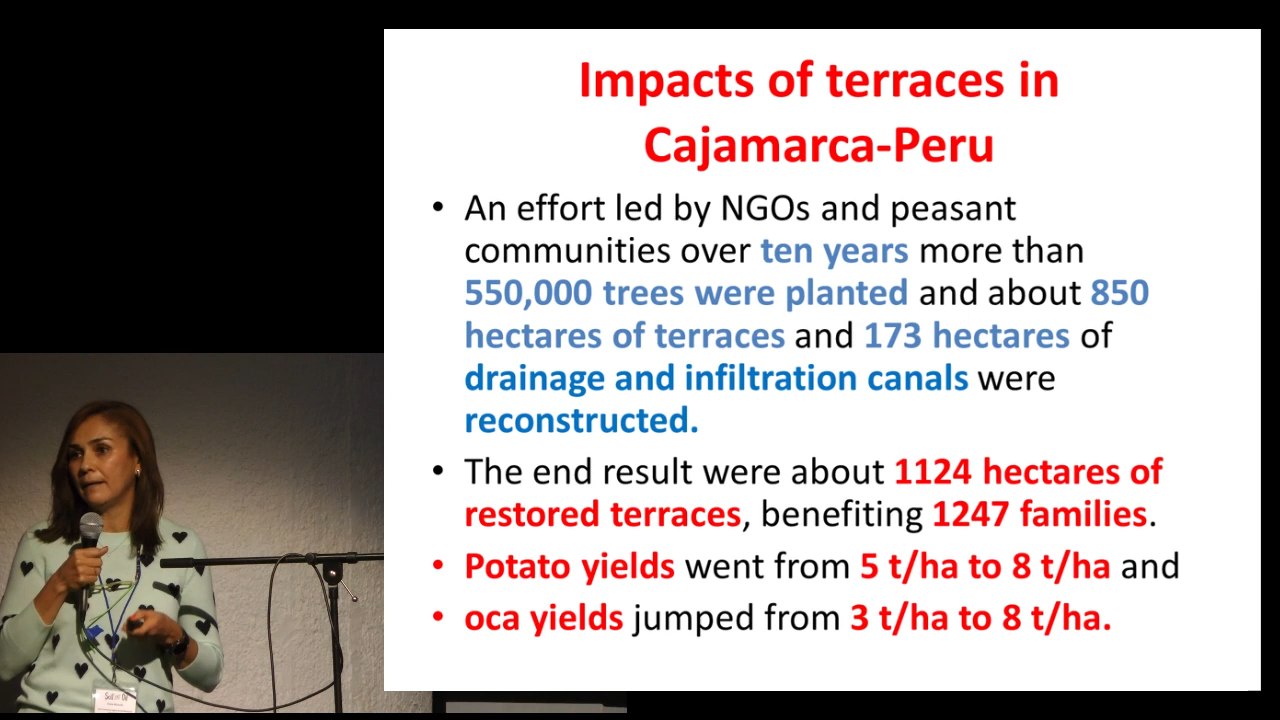 Impacts of terraces in
Cajamarca-Peru
• An effort led by NGOs and peasant
communities over ten years more than
550,000 trees were planted and about 850
hectares of terraces and 173 hectares of
drainage and infiltration canals were
reconstructed.
• The end result were about 1124 hectares of
restored terraces, benefiting 1247 families.
• Potato yields went from 5 t/ha to 8 t/ha and
• oca yields jumped from 3 t/ha to 8 t/ha.